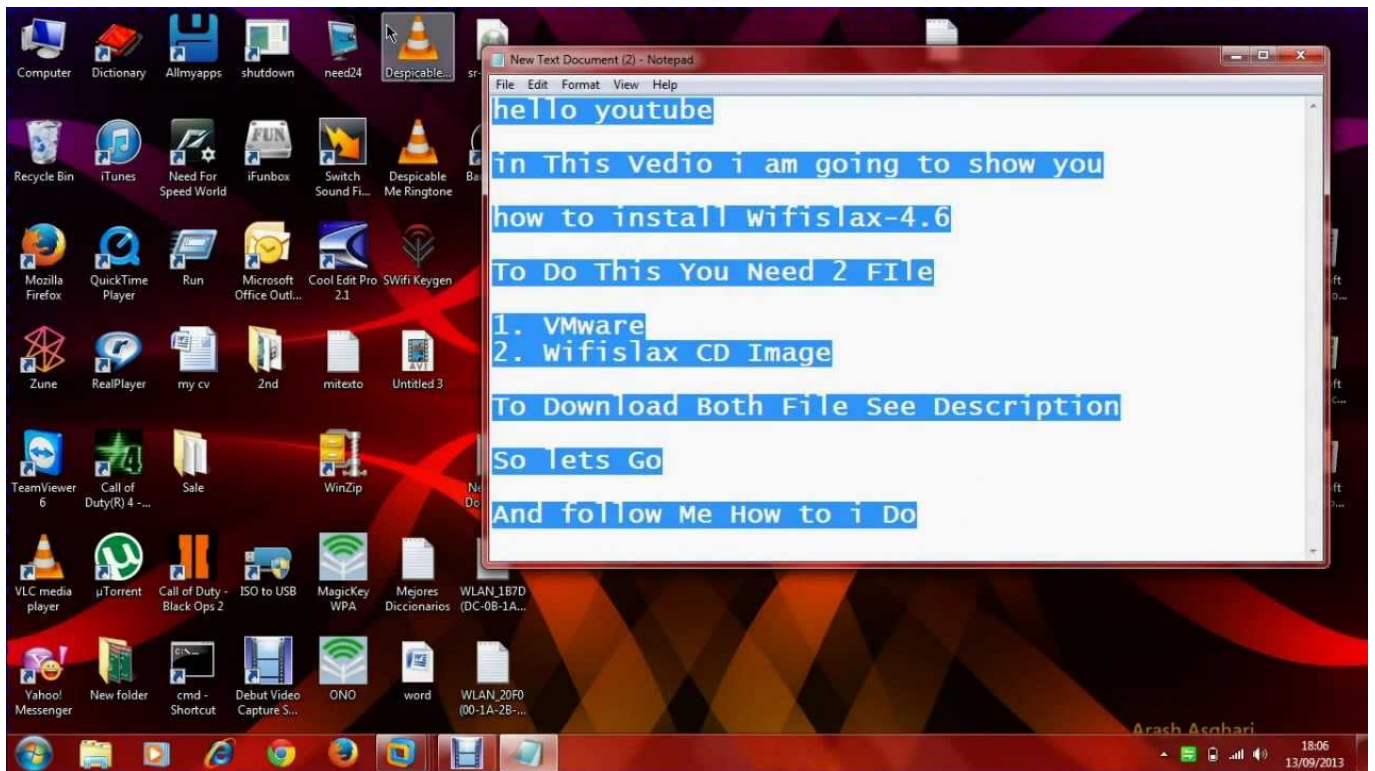 Computer
Dictionary
Allmyapps
shutdown
need24
Despicable...
Recycle Bin
iTunes
Need For
Speed World
iFunbox
Switch
Sound Fi...
Despicable
Me Ringtone
Mozilla
Firefox
QuickTime
Player
Run
Microsoft
Office Outl...
Cool Edit Pro
2.1
SWifi Keygen
Zune
RealPlayer
my cv
2nd
mitexto
Untitled 3
TeamViewer
6
Call of
Duty(R) 4 -...
Sale
WinZip
VLC media
player
µTorrent
Call of Duty -
Black Ops 2
ISO to USB
MagicKey
WPA
Mejores
Diccionarios
WLAN_1B7D
(DC-0B-1A...
Yahoo!
Messenger
New folder
cmd -
Shortcut
Debut Video
Capture S...
ONO
word
WLAN_20F0
(00-1A-2B-...
New Text Document (2) - Notepad
File Edit Format View Help
hello youtube
in This Vedio i am going to show you
how to install Wifislax-4.6
To Do This You Need 2 FIle
1. VMware
2. Wifislax CD Image
To Download Both File See Description
So lets Go
And follow Me How to i Do
Arash Asghari
18:06
13/09/2013